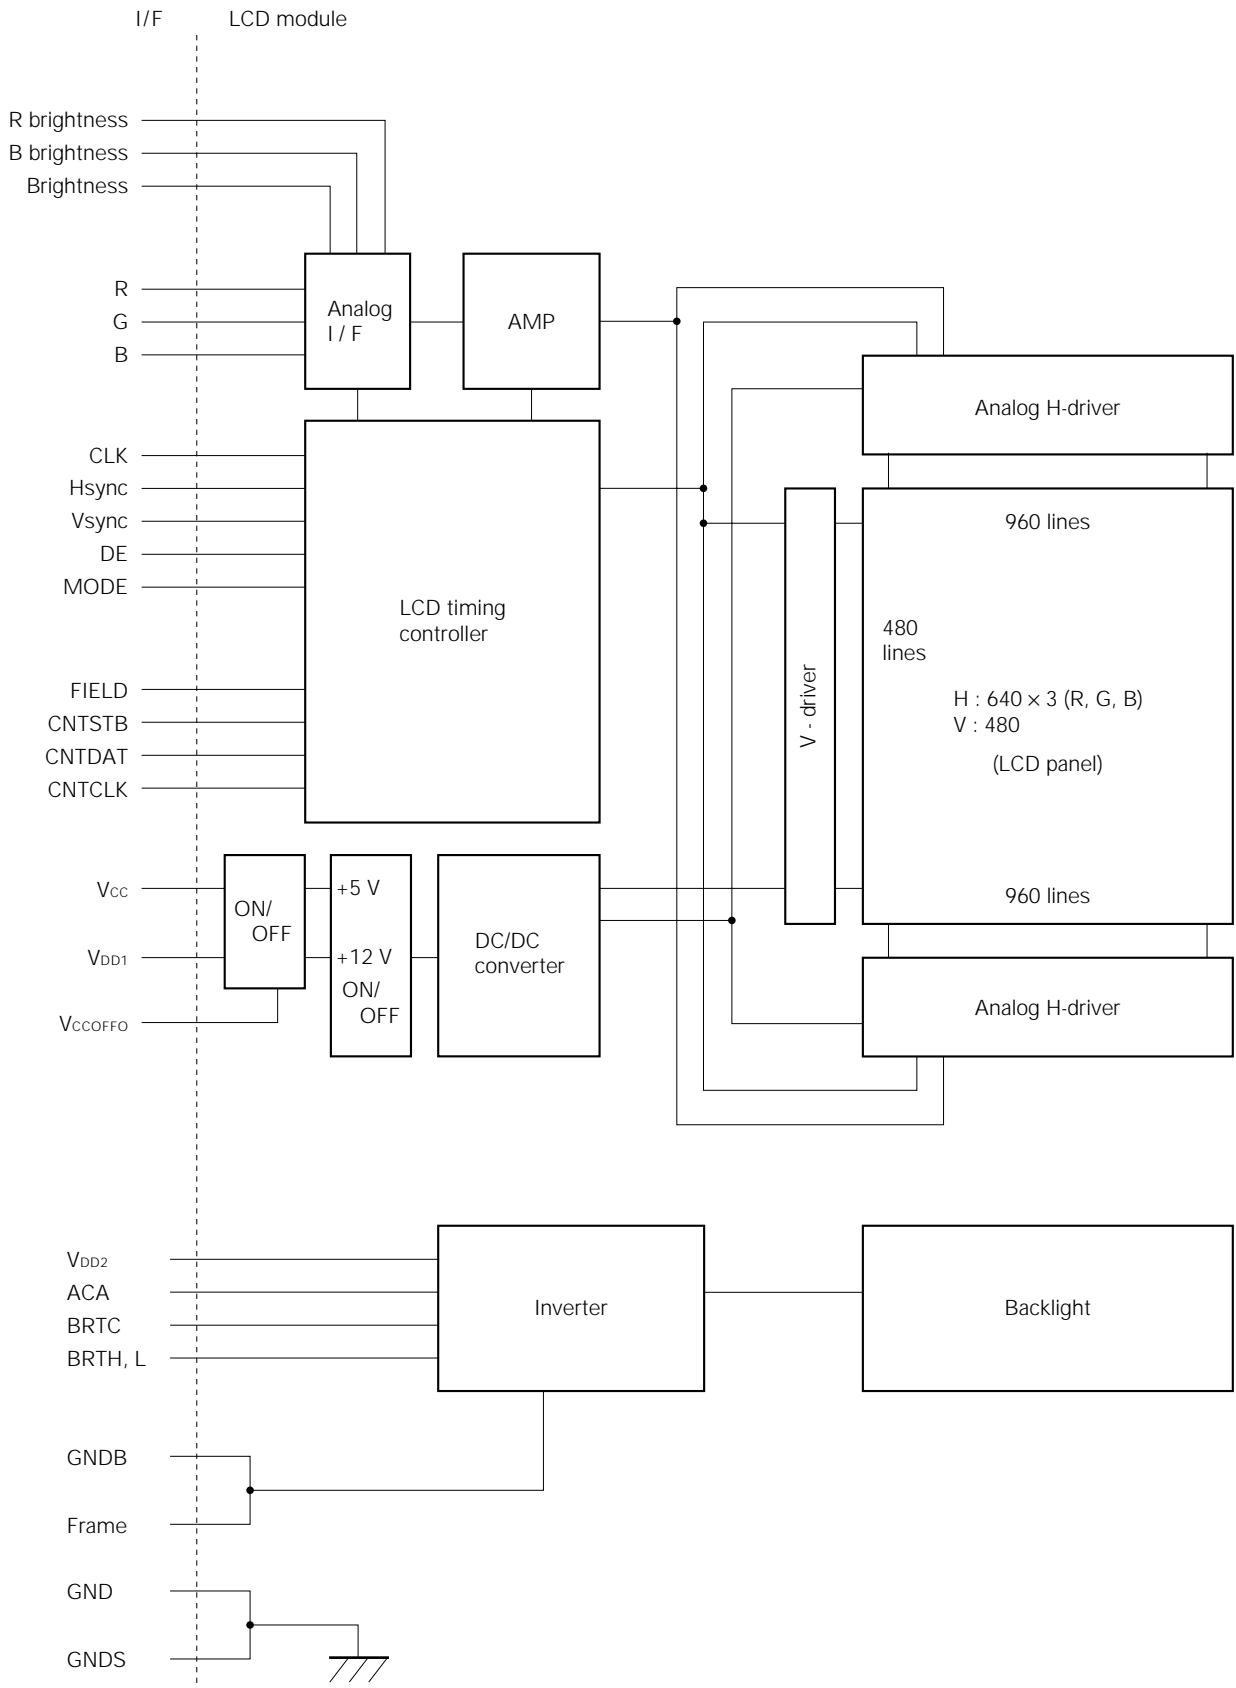 I/F
LCD module
R brightness
B brightness
Brightness
R
G
B
Analog
I / F
AMP
Analog H-driver
CLK
Hsync
Vsync
DE
MODE
FIELD
CNTSTB
CNTDAT
CNTCLK
LCD timing
controller
V - driver
960 lines
480
lines
H : 640 × 3 (R, G, B)
V : 480
(LCD panel)
960 lines
VCC
VDD1
VCCOFFO
ON/
OFF
+5 V
+12 V
ON/
OFF
DC/DC
converter
Analog H-driver
VDD2
ACA
BRTC
BRTH, L
Inverter
Backlight
GNDB
Frame
GND
GNDS